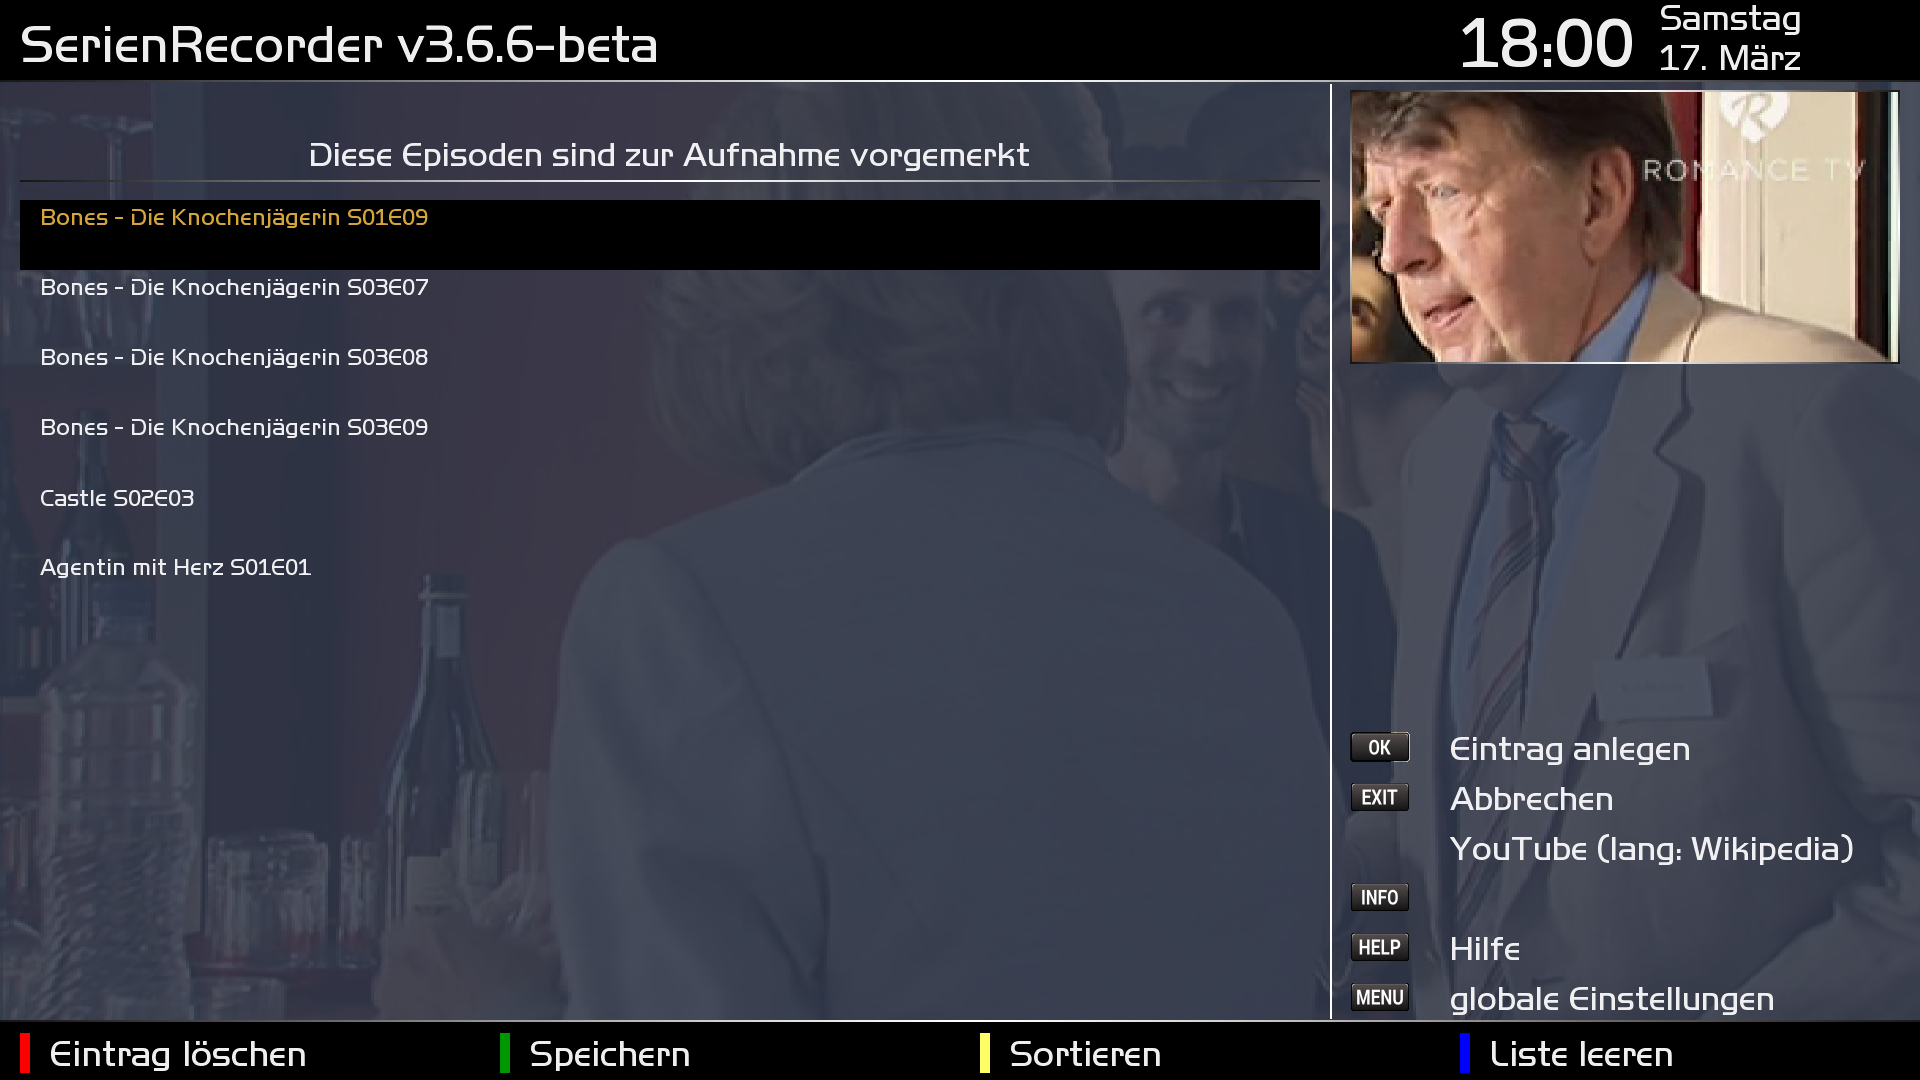 SerienRecorder v3.6.6-beta
18:00
Samstag
17. März
Diese Episoden sind zur Aufnahme vorgemerkt
Bones - Die Knochenjägerin S01E09
Bones - Die Knochenjägerin S03E07
Bones - Die Knochenjägerin S03E08
Bones - Die Knochenjägerin S03E09
Castle S02E03
Agentin mit Herz S01E01
R
ROMANCE TV
OK Eintrag anlegen
EXIT Abbrechen
YouTube (lang: Wikipedia)
INFO
HELP Hilfe
MENU globale Einstellungen
Eintrag löschen
Speichern
Sortieren
Liste leeren